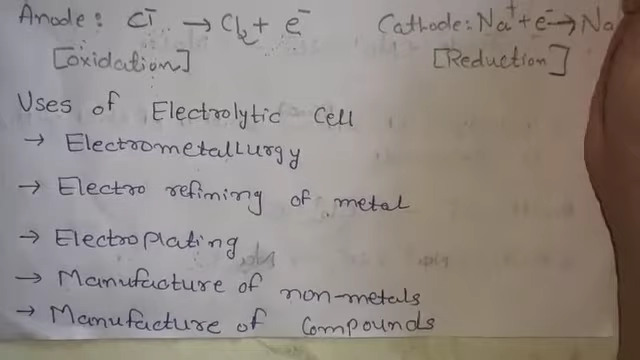 Anode: Cl⁻ → Cl₂ + e⁻ Cathode: Na⁺ + e⁻ → Na
[Oxidation] [Reduction]
Uses of Electrolytic Cell
→ Electrometallurgy
→ Electro refining of metal
→ Electroplating
→ Manufacture of non-metals
→ Manufacture of Compounds